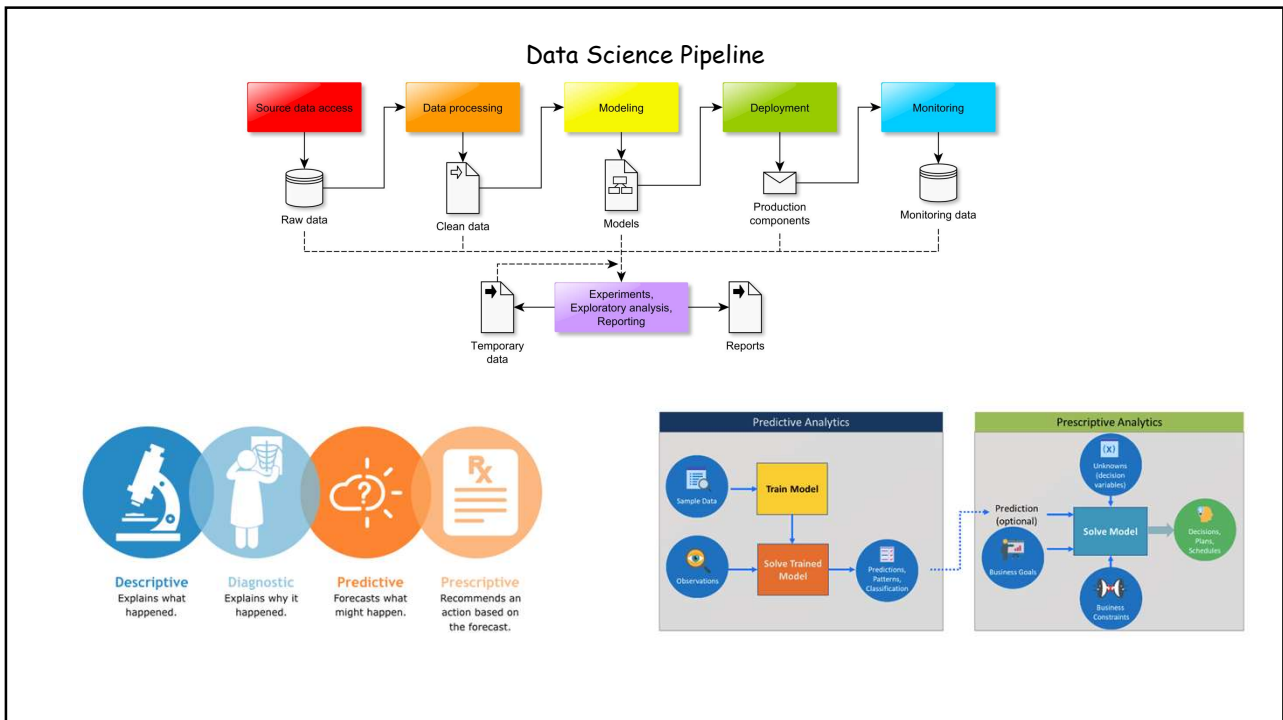 Data Science Pipeline
Source data access
Data processing
Modeling
Deployment
Monitoring
Raw data
Clean data
Models
Production
components
Monitoring data
Experiments,
Exploratory analysis,
Reporting
Temporary
data
Reports
Descriptive
Explains what
happened.
Diagnostic
Explains why it
happened.
Predictive
Forecasts what
might happen.
Rx
Prescriptive
Recommends an
action based on
the forecast.
Predictive Analytics
Sample Data
Train Model
Observations
Solve Trained
Model
Predictions,
Patterns,
Classification
Prescriptive Analytics
(x)
Unknowns
(decision
variables)
Prediction
(optional)
Business Goals
Solve Model
Decisions,
Plans,
Schedules
Business
Constraints